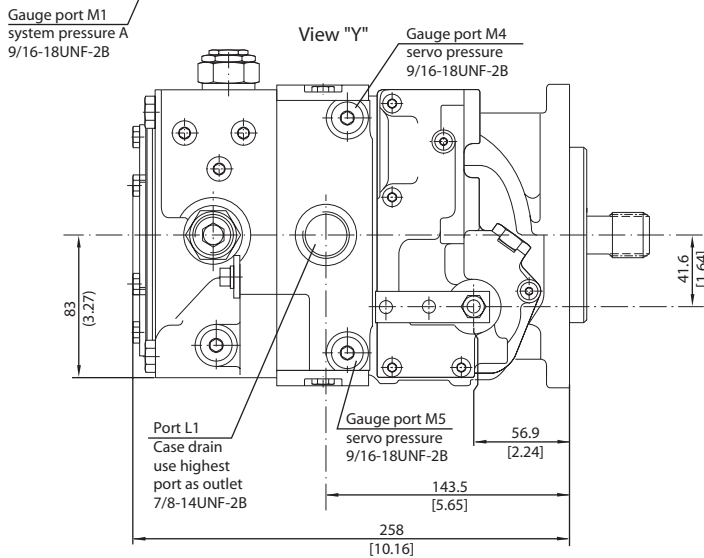 Gauge port M1
system pressure A
9/16-18UNF-2B
View "Y"
Gauge port M4
servo pressure
9/16-18UNF-2B
83
(3.27)
41.6
[1.64]
Port L1
Case drain
use highest
port as outlet
7/8-14UNF-2B
Gauge port M5
servo pressure
9/16-18UNF-2B
56.9
[2.24]
143.5
[5.65]
258
[10.16]